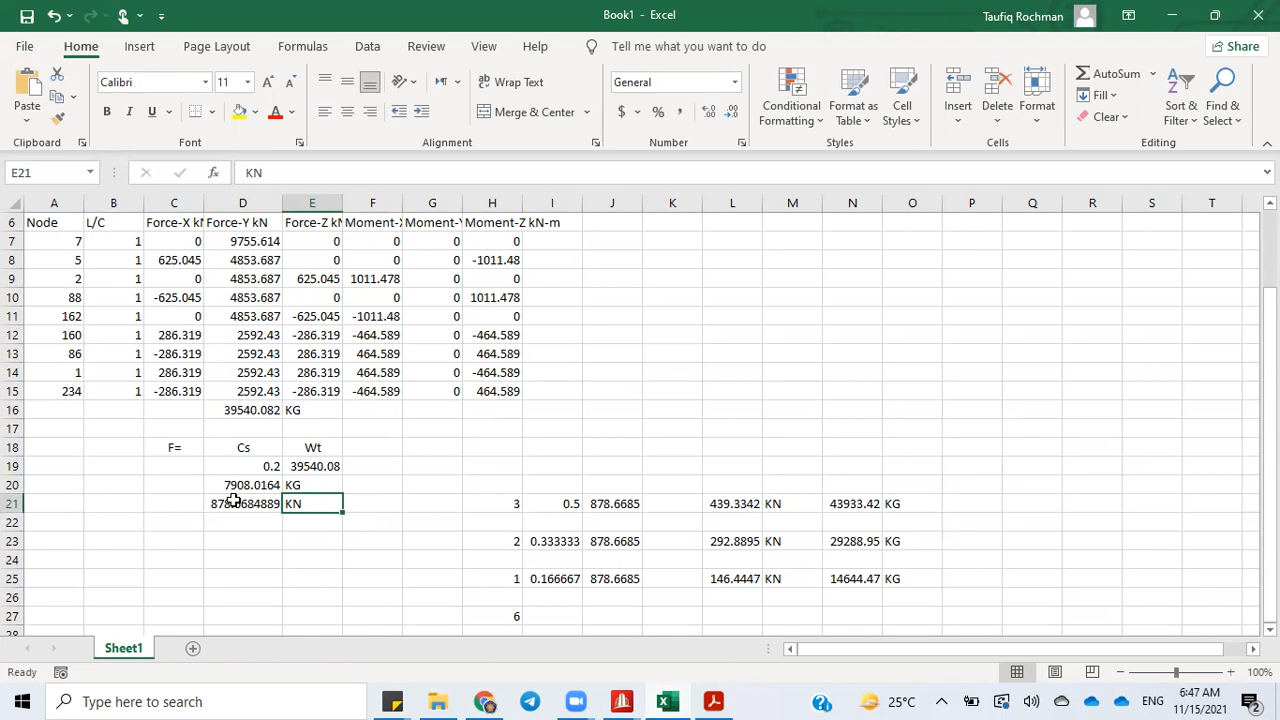 Book1 - Excel
Taufiq Rochman
File Home Insert Page Layout Formulas Data Review View Help Tell me what you want to do Share
Calibri 11 Wrap Text General AutoSum
Paste Merge & Center Conditional Formatting Format as Table Cell Styles Insert Delete Format Fill Clear Sort & Filter Find & Select
Clipboard Font Alignment Number Styles Cells Editing
E21 KN
A B C D E F G H I J K L M N O P Q R S T
6 Node L/C Force-X kN Force-Y kN Force-Z kN Moment-X Moment-Y Moment-Z kN-m
7 7 1 0 9755.614 0 0 0 0
8 5 1 625.045 4853.687 0 0 0 -1011.48
9 2 1 0 4853.687 625.045 1011.478 0 0
10 88 1 -625.045 4853.687 0 0 0 1011.478
11 162 1 0 4853.687 -625.045 -1011.48 0 0
12 160 1 286.319 2592.43 -286.319 -464.589 0 -464.589
13 86 1 -286.319 2592.43 286.319 464.589 0 464.589
14 1 1 286.319 2592.43 286.319 464.589 0 -464.589
15 234 1 -286.319 2592.43 -286.319 -464.589 0 464.589
16 39540.082 KG
17
18 F= Cs Wt
19 0.2 39540.08
20 7908.0164 KG
21 KN 3 0.5 878.6685 439.3342 KN 43933.42 KG
22
23 2 0.333333 878.6685 292.8895 KN 29288.95 KG
24
25 1 0.166667 878.6685 146.4447 KN 14644.47 KG
26
27 6
28
Sheet1
Ready 100%
Type here to search 25°C ENG 6:47 AM
11/15/2021 2